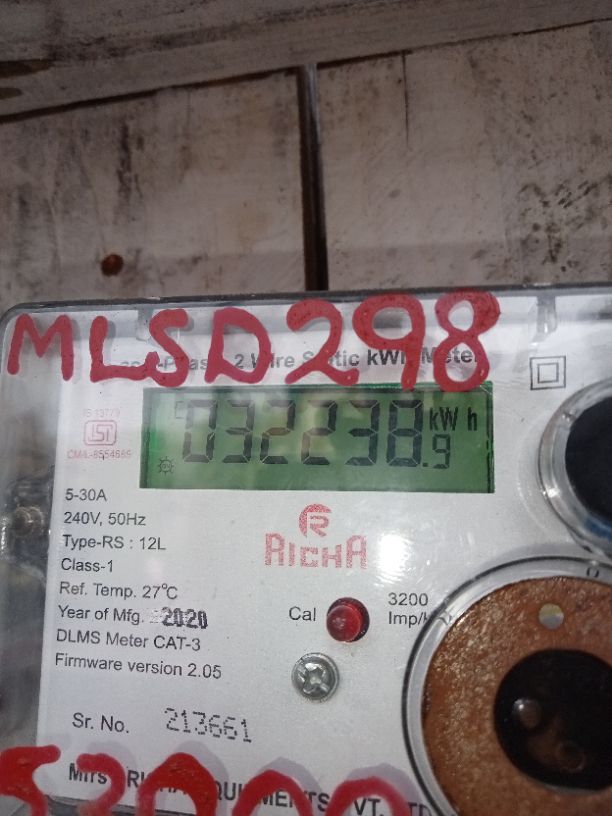 MLSD298
2 Wire Static kWh Meter
IS 13779
ISI
CM/L-8554669
032238.9 kWh
5-30A
240V, 50Hz
Type-RS : 12L
Class-1
Ref. Temp. 27°C
Year of Mfg. 2020
DLMS Meter CAT-3
Firmware version 2.05
RICHA
Cal
3200
Imp/
Sr. No. 213661